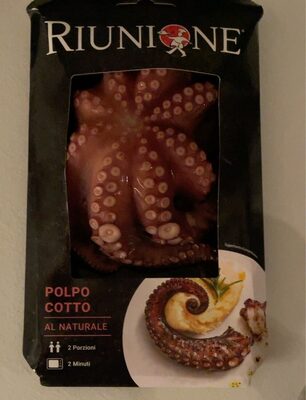 RIUNIONE
POLPO
COTTO
AL NATURALE
2 Porzioni
2 Minuti